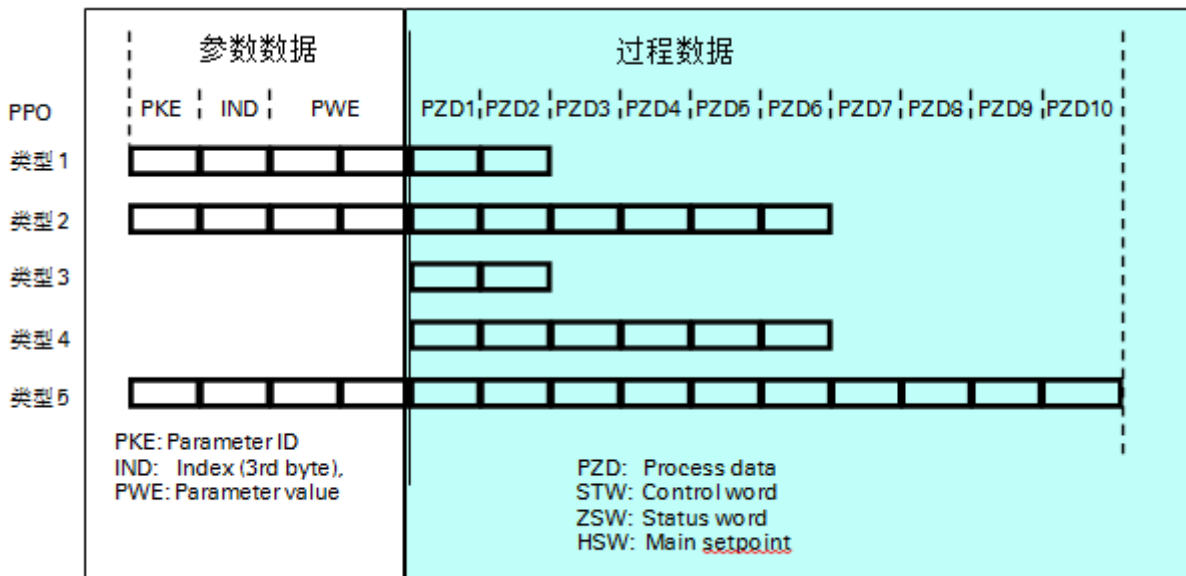 参数数据
过程数据
PPO PKE IND PWE PZD1 PZD2 PZD3 PZD4 PZD5 PZD6 PZD7 PZD8 PZD9 PZD10
类型1
类型2
类型3
类型4
类型5
PKE: Parameter ID
IND: Index (3rd byte),
PWE: Parameter value
PZD: Process data
STW: Control word
ZSW: Status word
HSW: Main setpoint